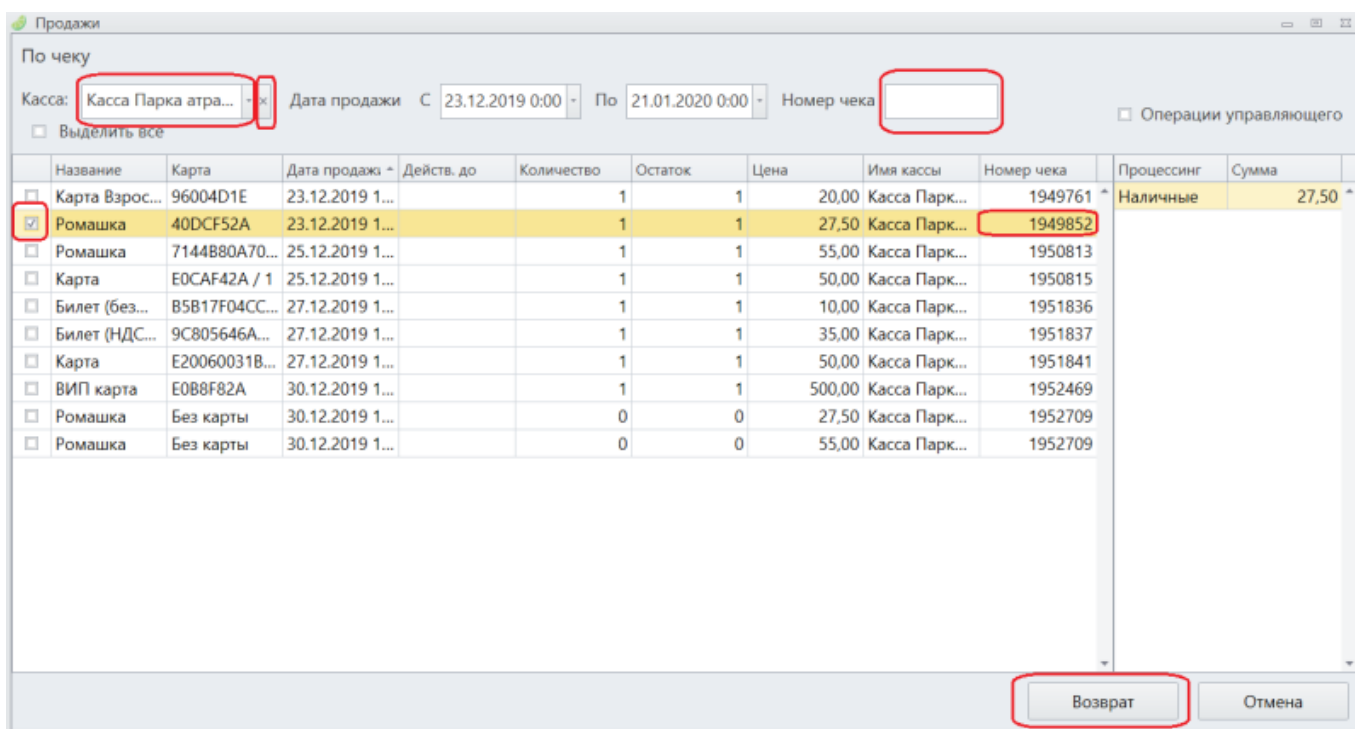 Продажи
По чеку
Касса: Касса Парка атра... Дата продажи С 23.12.2019 0:00 По 21.01.2020 0:00 Номер чека Операции управляющего
Выделить все
Название Карта Дата продажи Действ. до Количество Остаток Цена Имя кассы Номер чека Процессинг Сумма
Карта Взрос... 96004D1E 23.12.2019 1... 1 1 20,00 Касса Парк... 1949761 Наличные 27,50
Ромашка 40DCF52A 23.12.2019 1... 1 1 27,50 Касса Парк... 1949852
Ромашка 7144B80A70... 25.12.2019 1... 1 1 55,00 Касса Парк... 1950813
Карта E0CAF42A / 1 25.12.2019 1... 1 1 50,00 Касса Парк... 1950815
Билет (без... B5B17F04CC... 27.12.2019 1... 1 1 10,00 Касса Парк... 1951836
Билет (НДС... 9C805646A... 27.12.2019 1... 1 1 35,00 Касса Парк... 1951837
Карта E20060031B... 27.12.2019 1... 1 1 50,00 Касса Парк... 1951841
ВИП карта E0B8F82A 30.12.2019 1... 1 1 500,00 Касса Парк... 1952469
Ромашка Без карты 30.12.2019 1... 0 0 27,50 Касса Парк... 1952709
Ромашка Без карты 30.12.2019 1... 0 0 55,00 Касса Парк... 1952709
Возврат Отмена